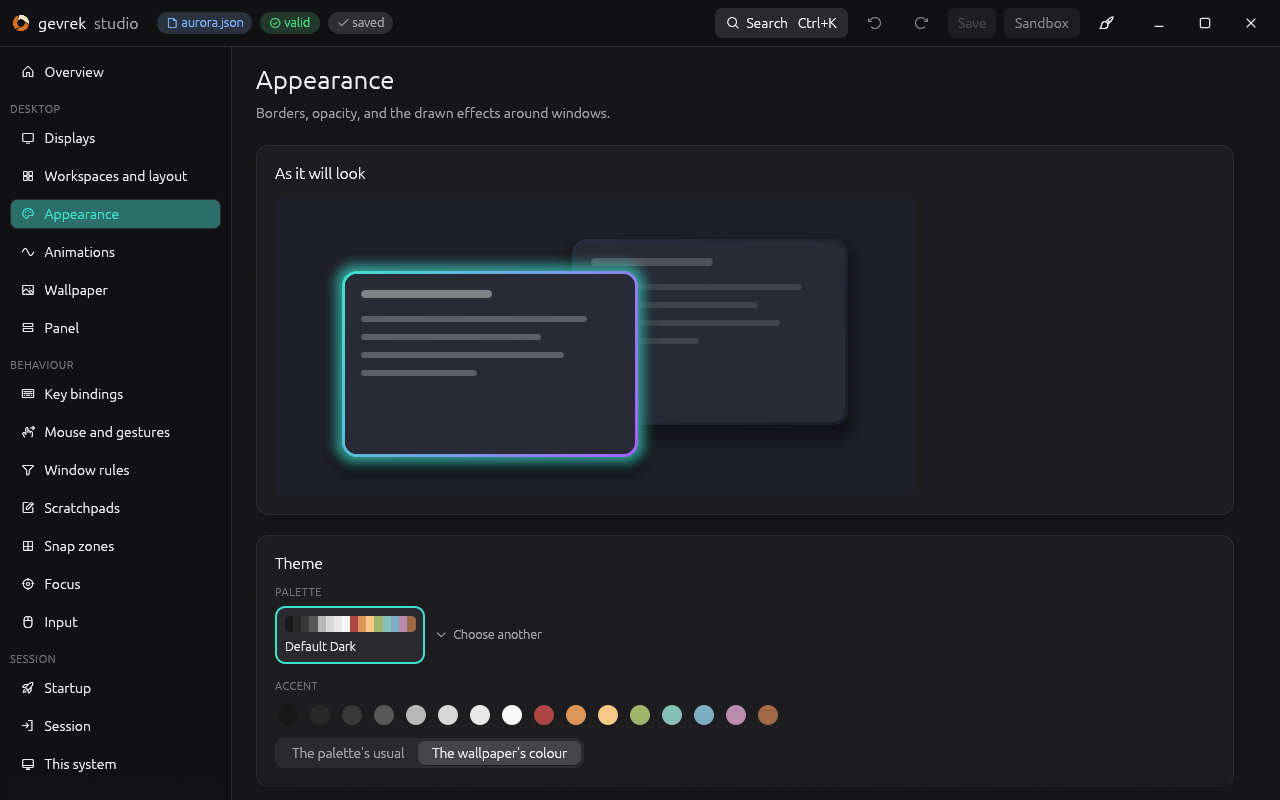 gevrek studio
aurora.json
valid
saved
Search Ctrl+K
Save
Sandbox
Overview
DESKTOP
Displays
Workspaces and layout
Appearance
Animations
Wallpaper
Panel
BEHAVIOUR
Key bindings
Mouse and gestures
Window rules
Scratchpads
Snap zones
Focus
Input
SESSION
Startup
Session
This system
Appearance
Borders, opacity, and the drawn effects around windows.
As it will look
Theme
PALETTE
Default Dark
Choose another
ACCENT
The palette's usual
The wallpaper's colour